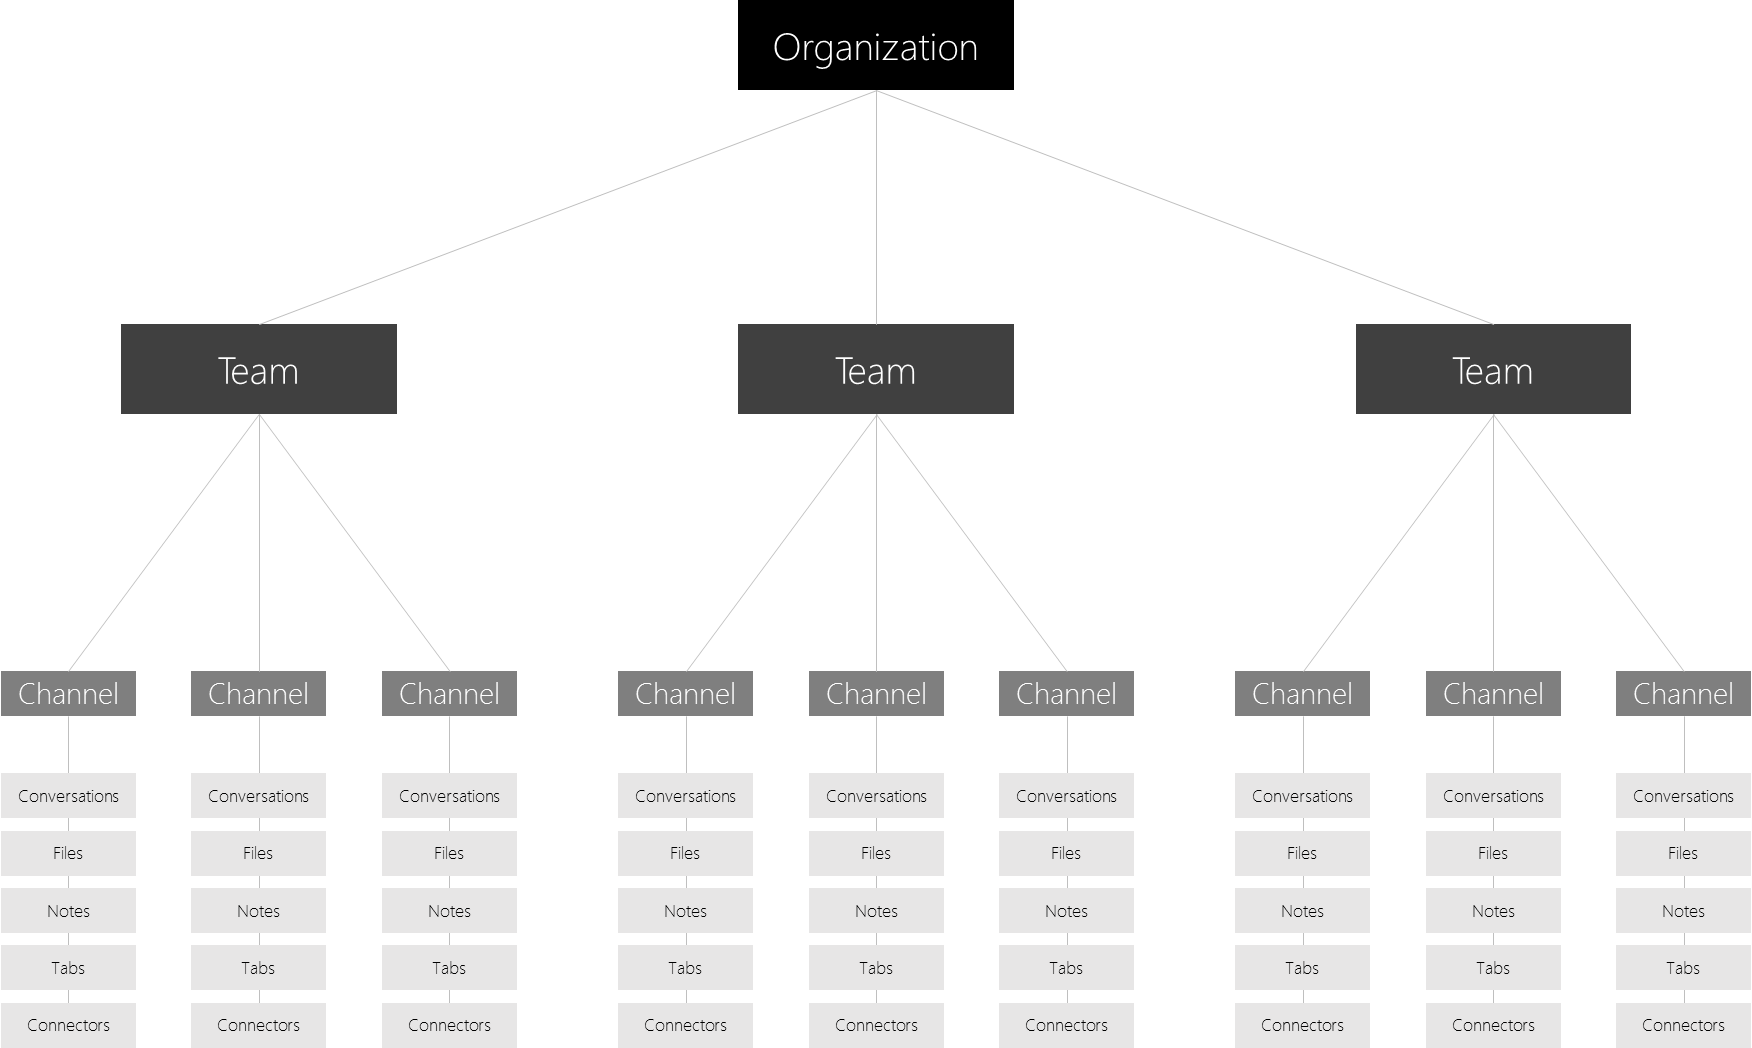 Organization
Team Team Team
Channel Channel Channel Channel Channel Channel Channel Channel Channel
Conversations Conversations Conversations Conversations Conversations Conversations Conversations Conversations Conversations
Files Files Files Files Files Files Files Files Files
Notes Notes Notes Notes Notes Notes Notes Notes Notes
Tabs Tabs Tabs Tabs Tabs Tabs Tabs Tabs Tabs
Connectors Connectors Connectors Connectors Connectors Connectors Connectors Connectors Connectors